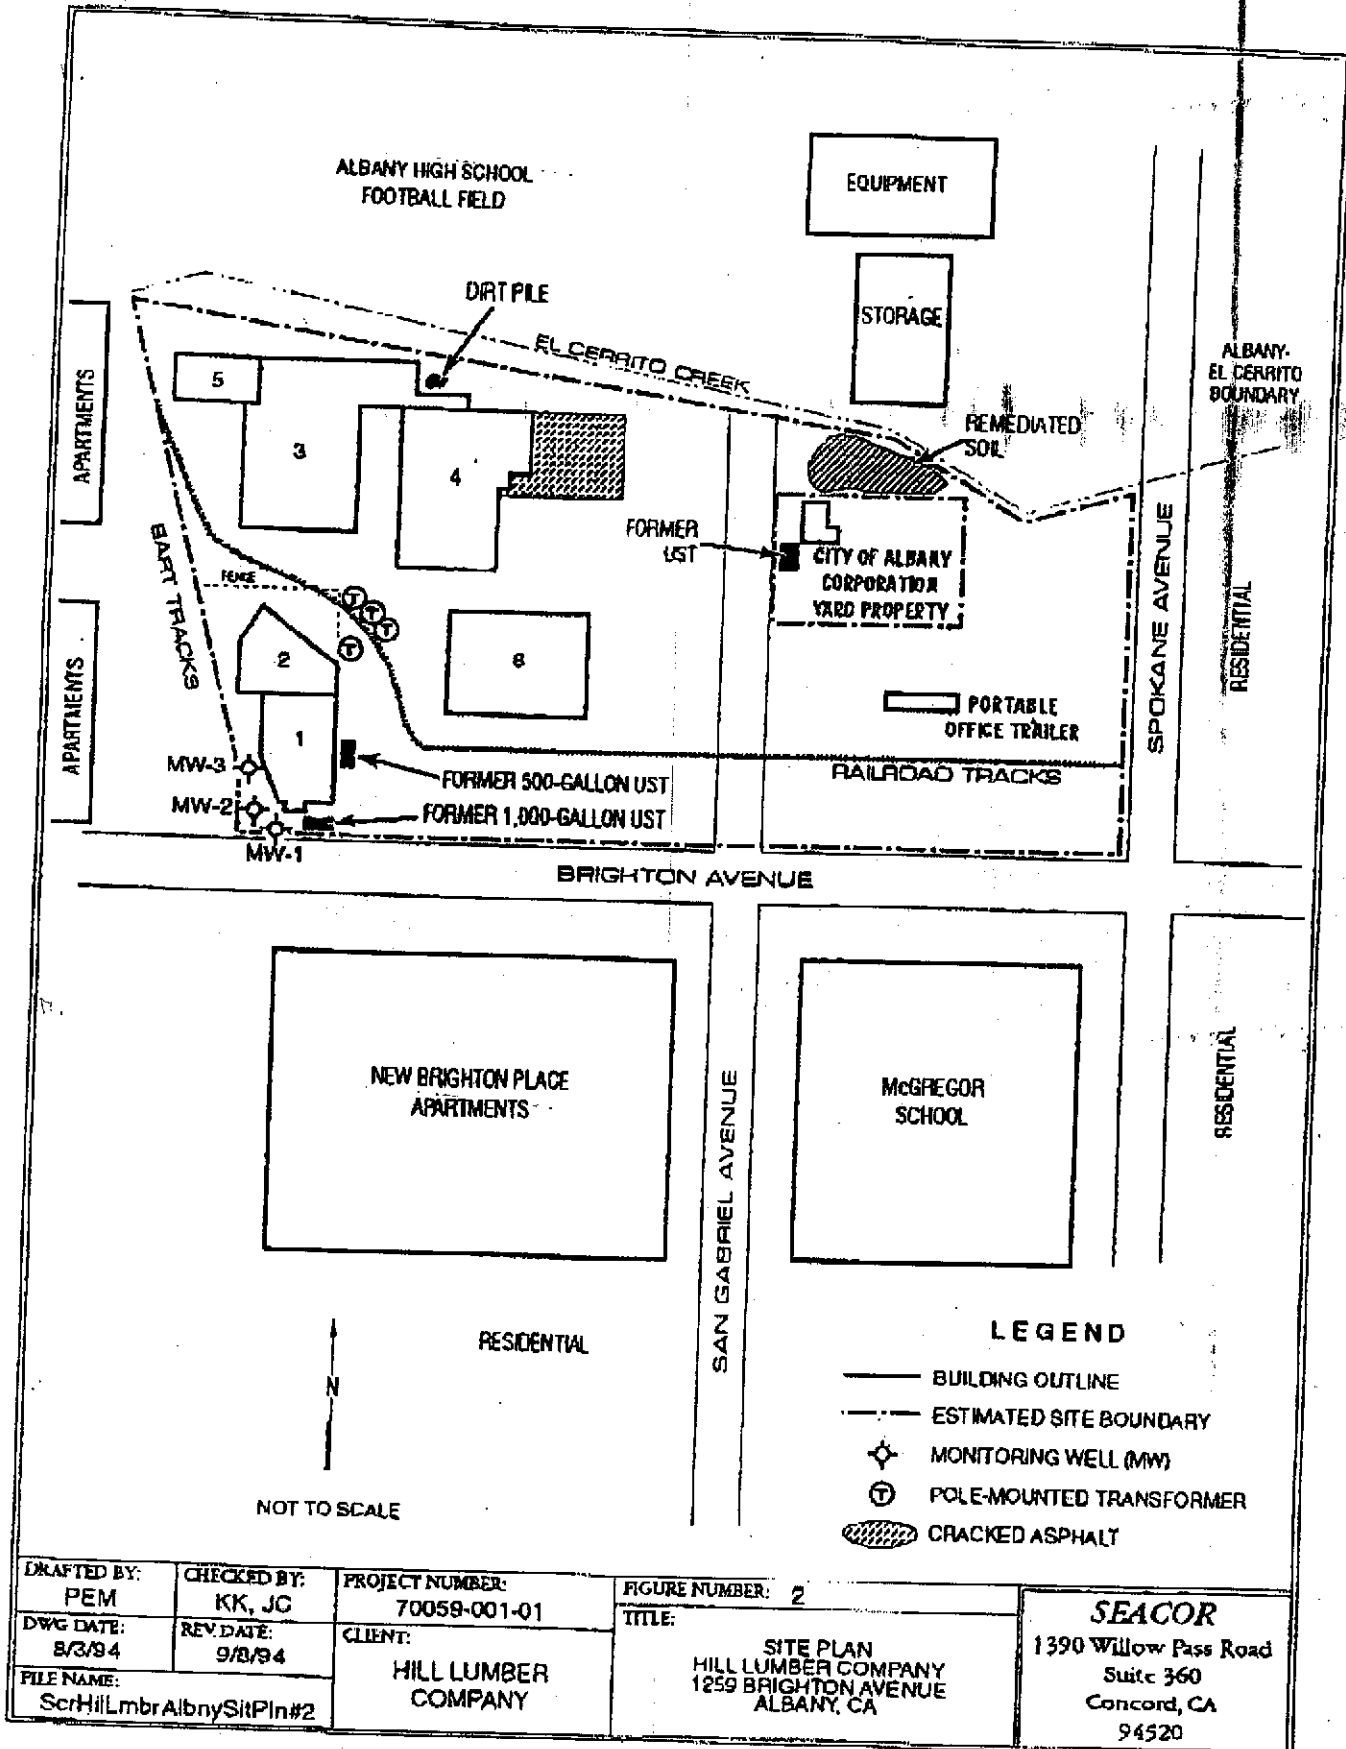 ALBANY HIGH SCHOOL
FOOTBALL FIELD
EQUIPMENT
STORAGE
DIRT PILE
EL CERRITO CREEK
ALBANY-
EL CERRITO
BOUNDARY
REMEDIATED
SOIL
APARTMENTS
5
3
4
FORMER
UST
CITY OF ALBANY
CORPORATION
YARD PROPERTY
BART TRACKS
FENCE
T
T
T
T
SPOKANE AVENUE
RESIDENTIAL
APARTMENTS
2
6
1
PORTABLE
OFFICE TRAILER
MW-3
FORMER 500-GALLON UST
RAILROAD TRACKS
MW-2
FORMER 1,000-GALLON UST
MW-1
BRIGHTON AVENUE
NEW BRIGHTON PLACE
APARTMENTS
SAN GABRIEL AVENUE
McGREGOR
SCHOOL
RESIDENTIAL
RESIDENTIAL
N
NOT TO SCALE
LEGEND
BUILDING OUTLINE
ESTIMATED SITE BOUNDARY
MONITORING WELL (MW)
T POLE-MOUNTED TRANSFORMER
CRACKED ASPHALT
DRAFTED BY:
PEM
CHECKED BY:
KK, JC
PROJECT NUMBER:
70059-001-01
FIGURE NUMBER: 2
DWG DATE:
8/3/94
REV.DATE:
9/8/94
CLIENT:
HILL LUMBER
COMPANY
TITLE:
SITE PLAN
HILL LUMBER COMPANY
1259 BRIGHTON AVENUE
ALBANY, CA
FILE NAME:
ScrHilLmbrAlbnySitPln#2
SEACOR
1390 Willow Pass Road
Suite 360
Concord, CA
94520